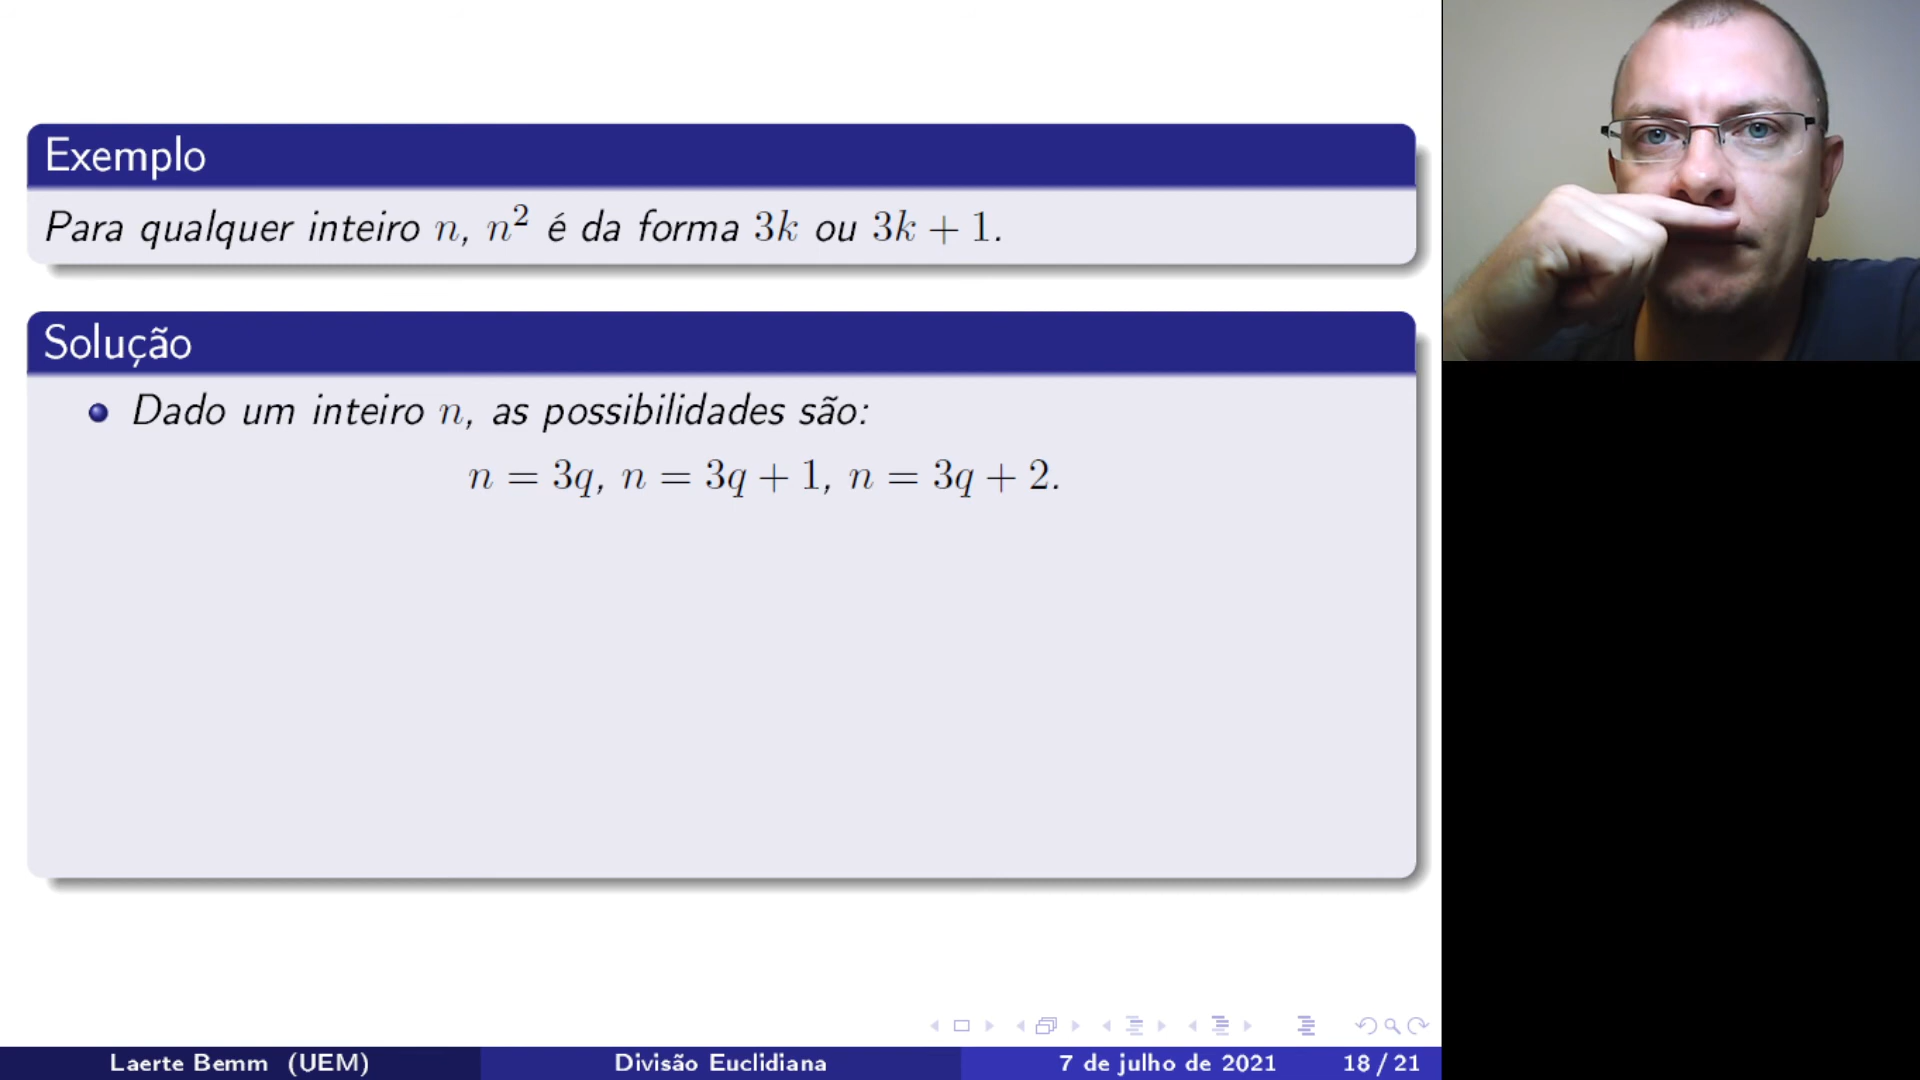 Exemplo
Para qualquer inteiro n, n² é da forma 3k ou 3k + 1.
Solução
Dado um inteiro n, as possibilidades são:
n = 3q, n = 3q + 1, n = 3q + 2.
Laerte Bemm (UEM) Divisão Euclidiana 7 de julho de 2021 18 / 21